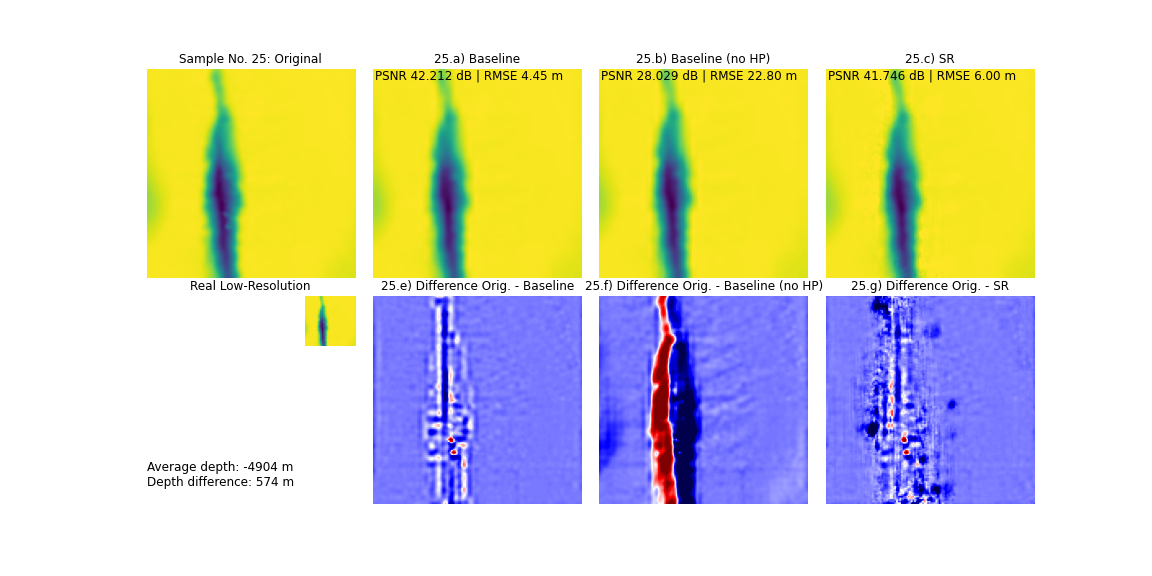 Sample No. 25: Original
25.a) Baseline
25.b) Baseline (no HP)
25.c) SR
PSNR 42.212 dB | RMSE 4.45 m
PSNR 28.029 dB | RMSE 22.80 m
PSNR 41.746 dB | RMSE 6.00 m
Real Low-Resolution
25.e) Difference Orig. - Baseline
25.f) Difference Orig. - Baseline (no HP)
25.g) Difference Orig. - SR
Average depth: -4904 m
Depth difference: 574 m